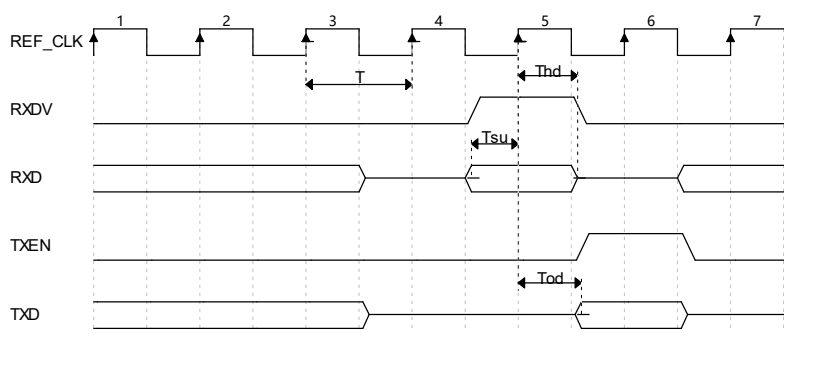 1 2 3 4 5 6 7
REF_CLK
T
Thd
RXDV
Tsu
RXD
TXEN
Tod
TXD